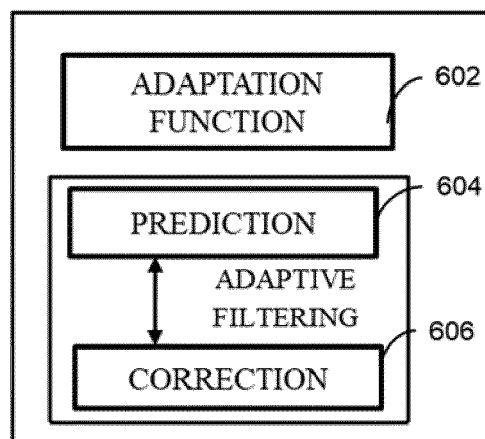 ADAPTATION
FUNCTION
602
PREDICTION
604
ADAPTIVE
FILTERING
606
CORRECTION